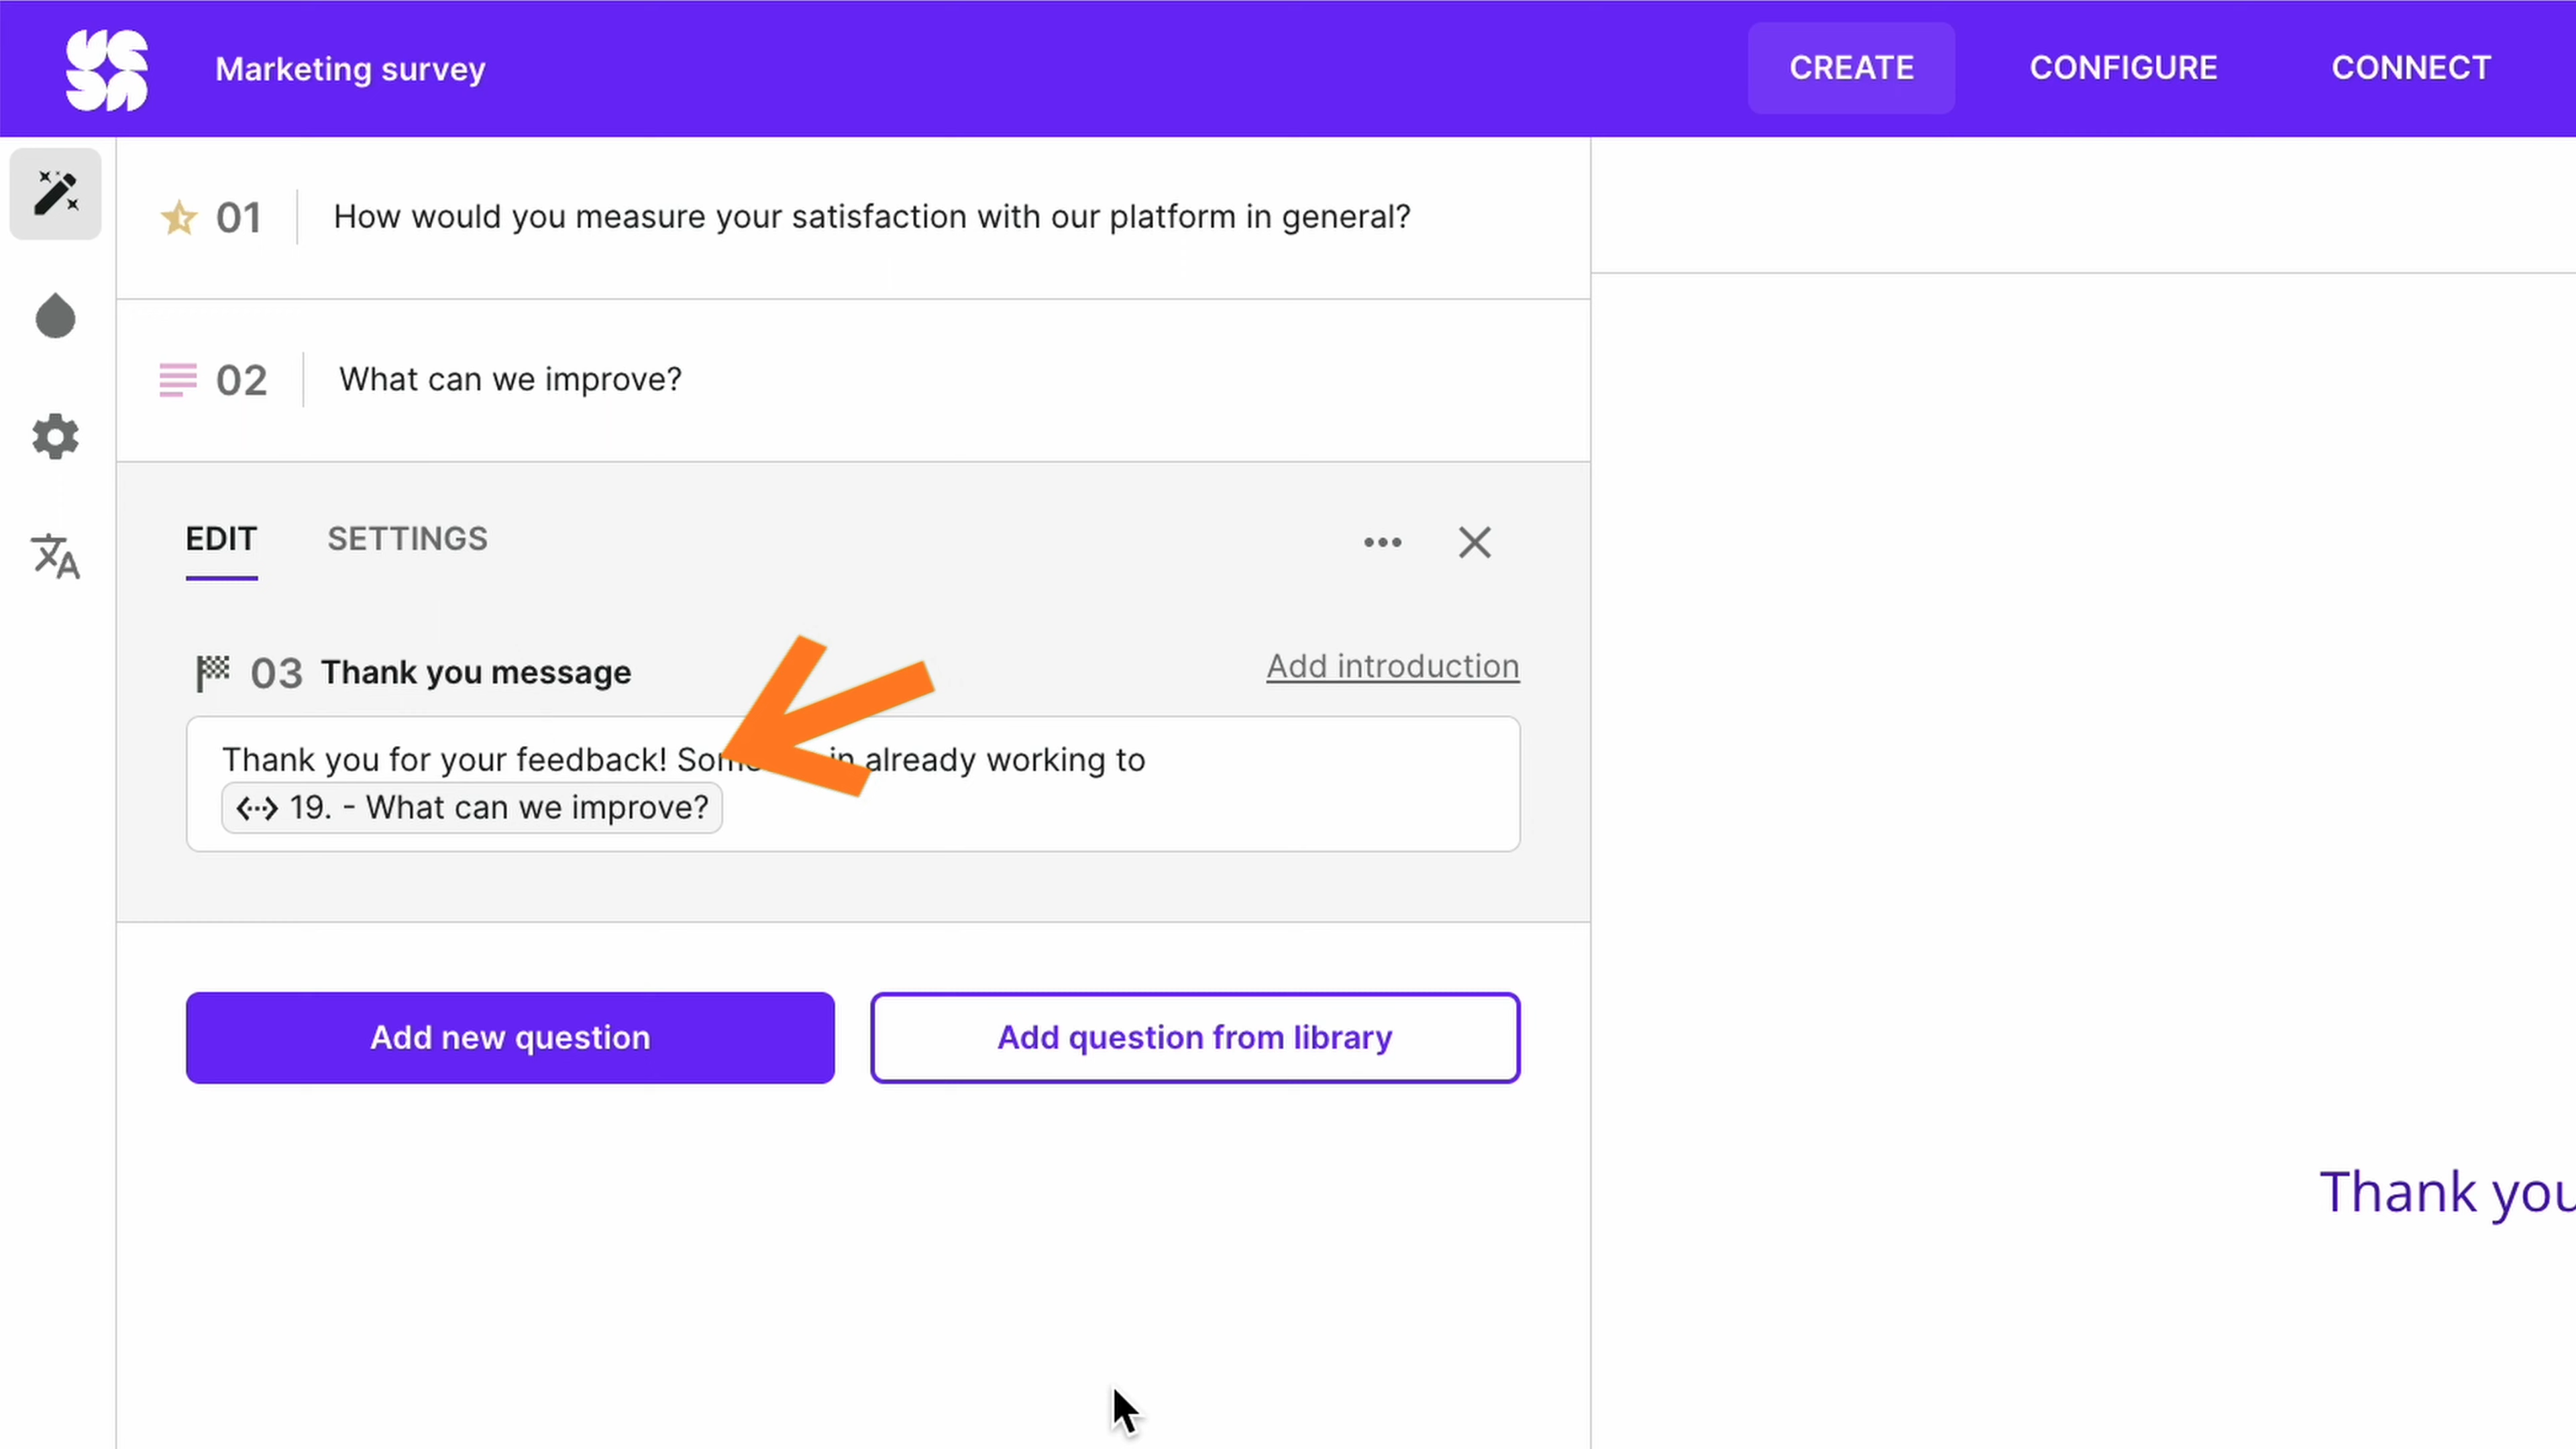 Marketing survey
CREATE
CONFIGURE
CONNECT
01 How would you measure your satisfaction with our platform in general?
02 What can we improve?
EDIT
SETTINGS
03 Thank you message
Add introduction
Thank you for your feedback! in already working to
19. - What can we improve?
Add new question
Add question from library
Thank you